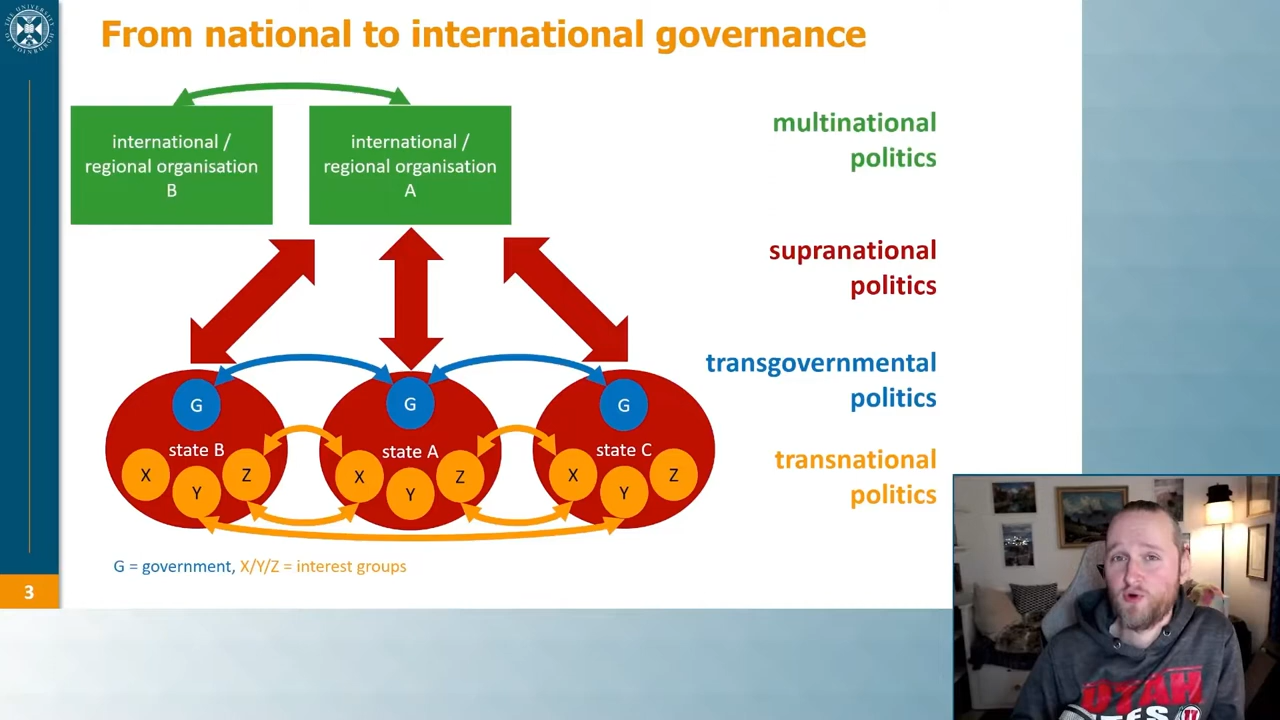 From national to international governance
international /
regional organisation
B
international /
regional organisation
A
multinational
politics
supranational
politics
transgovernmental
politics
transnational
politics
G
state B
X
Y
Z
G
state A
X
Y
Z
G
state C
X
Y
Z
G = government, X/Y/Z = interest groups
3
UTAH